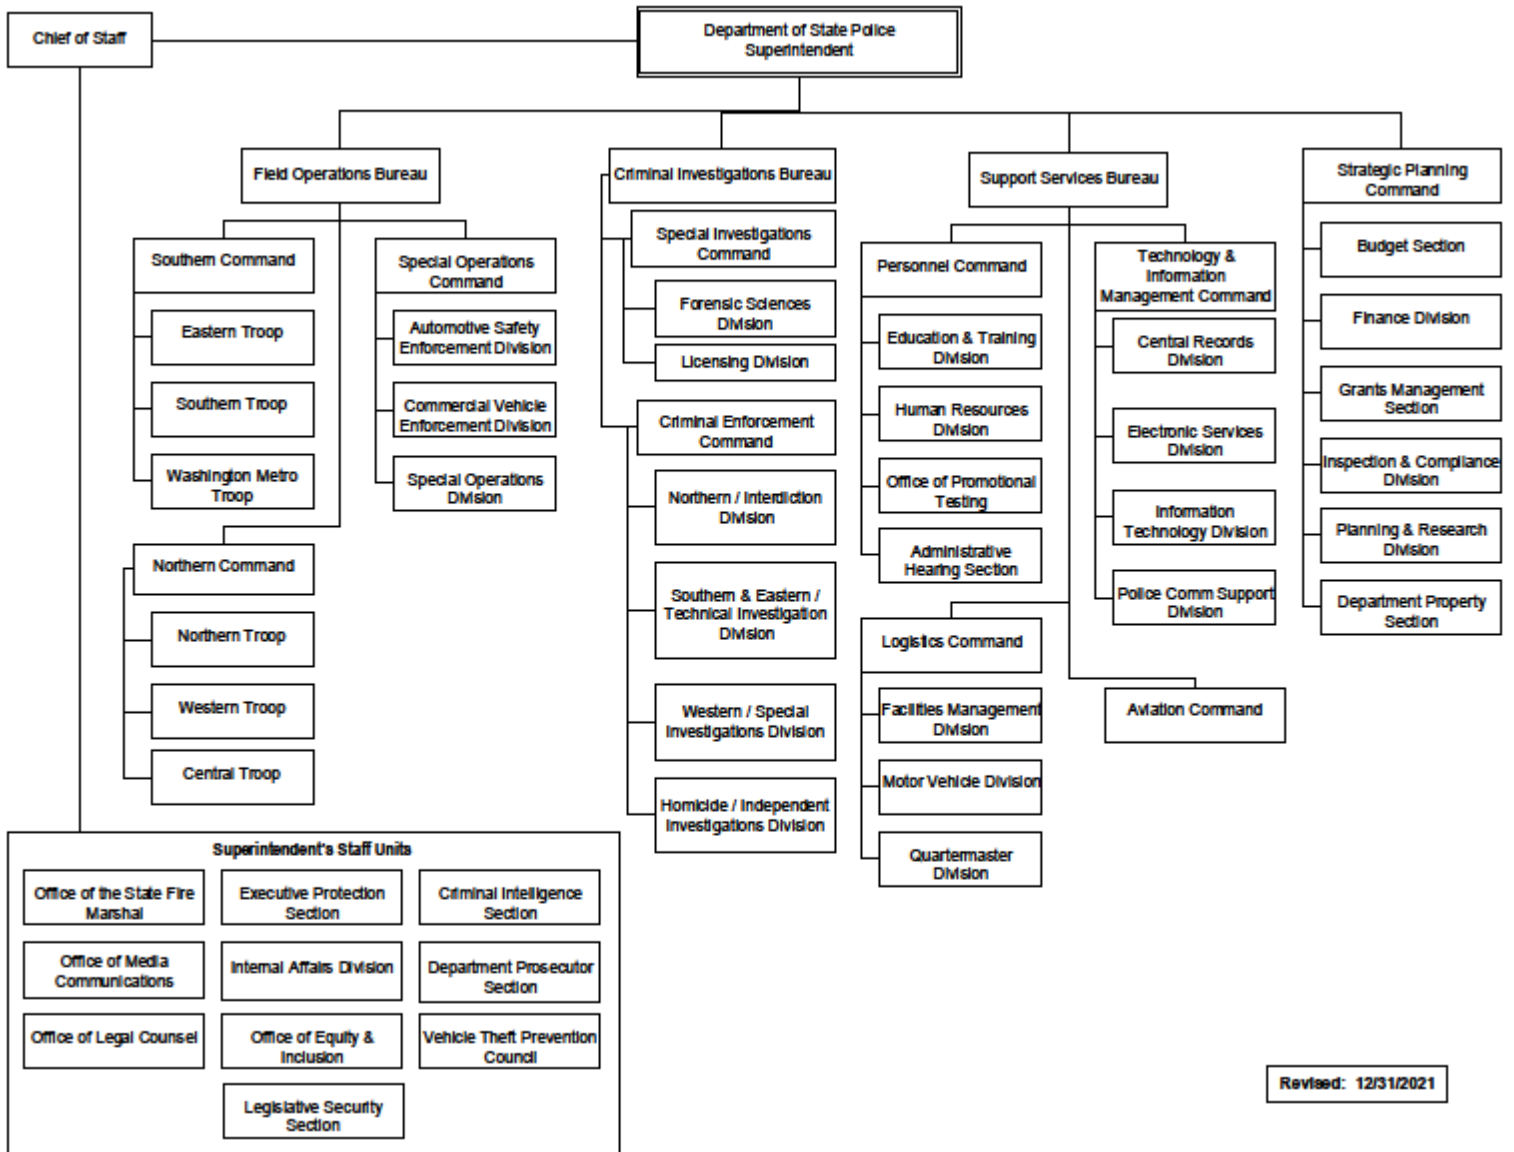 Chief of Staff
Department of State Police
Superintendent
Field Operations Bureau
Southern Command
Eastern Troop
Southern Troop
Washington Metro
Troop
Special Operations
Command
Automotive Safety
Enforcement Division
Commercial Vehicle
Enforcement Division
Special Operations
Division
Northern Command
Northern Troop
Western Troop
Central Troop
Criminal Investigations Bureau
Special Investigations
Command
Forensic Sciences
Division
Licensing Division
Criminal Enforcement
Command
Northern / Interdiction
Division
Southern & Eastern /
Technical Investigation
Division
Western / Special
Investigations Division
Homicide / Independent
Investigations Division
Support Services Bureau
Personnel Command
Education & Training
Division
Human Resources
Division
Office of Promotional
Testing
Administrative
Hearing Section
Technology &
Information
Management Command
Central Records
Division
Electronic Services
Division
Information
Technology Division
Police Comm Support
Division
Logistics Command
Facilities Management
Division
Motor Vehicle Division
Quartermaster
Division
Aviation Command
Strategic Planning
Command
Budget Section
Finance Division
Grants Management
Section
Inspection & Compliance
Division
Planning & Research
Division
Department Property
Section
Superintendent's Staff Units
Office of the State Fire
Marshal
Executive Protection
Section
Criminal Intelligence
Section
Office of Media
Communications
Internal Affairs Division
Department Prosecutor
Section
Office of Legal Counsel
Office of Equity &
Inclusion
Vehicle Theft Prevention
Council
Legislative Security
Section
Revised: 12/31/2021